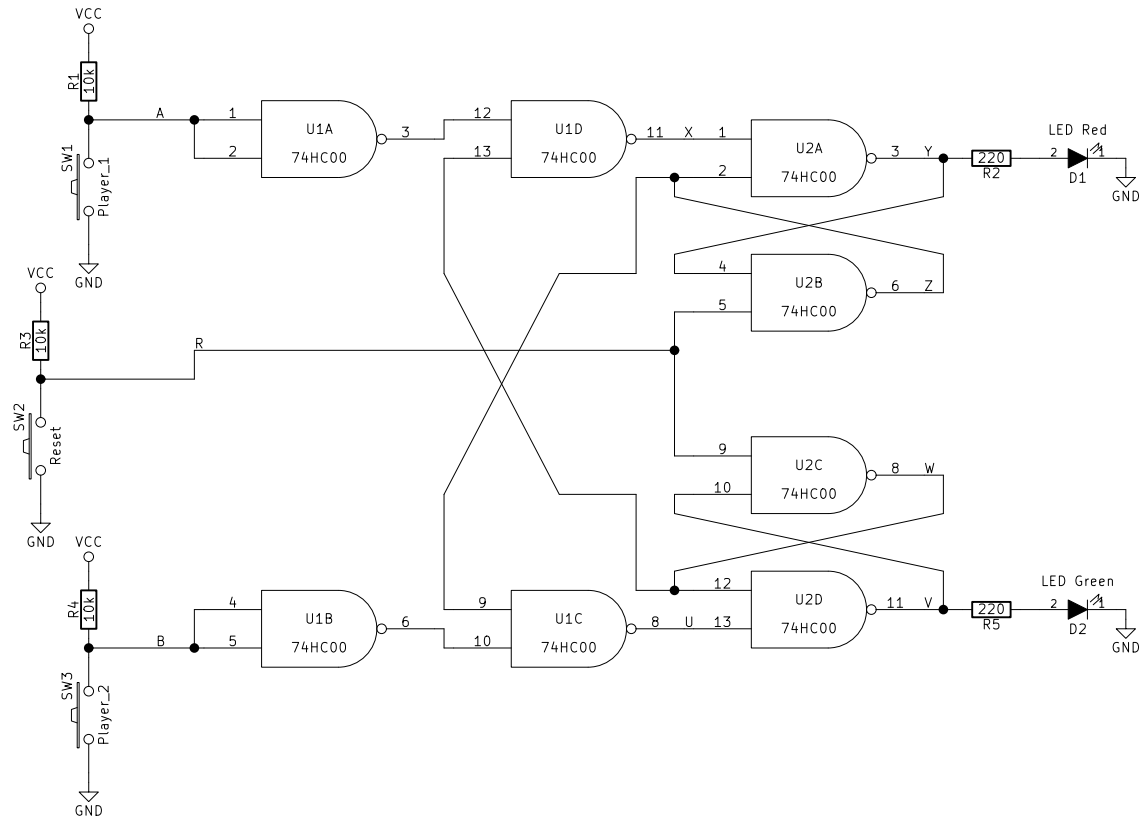 VCC
R1
10k
A
1
2
U1A
74HC00
3
12
13
U1D
74HC00
11
X
1
2
U2A
74HC00
3
Y
220
R2
LED Red
2
1
D1
GND
SW1
Player_1
GND
4
5
U2B
74HC00
6
Z
VCC
R3
10k
R
SW2
Reset
GND
9
10
U2C
74HC00
8
W
VCC
R4
10k
B
4
5
U1B
74HC00
6
9
10
U1C
74HC00
8
U
12
13
U2D
74HC00
11
V
220
R5
LED Green
2
1
D2
GND
SW3
Player_2
GND